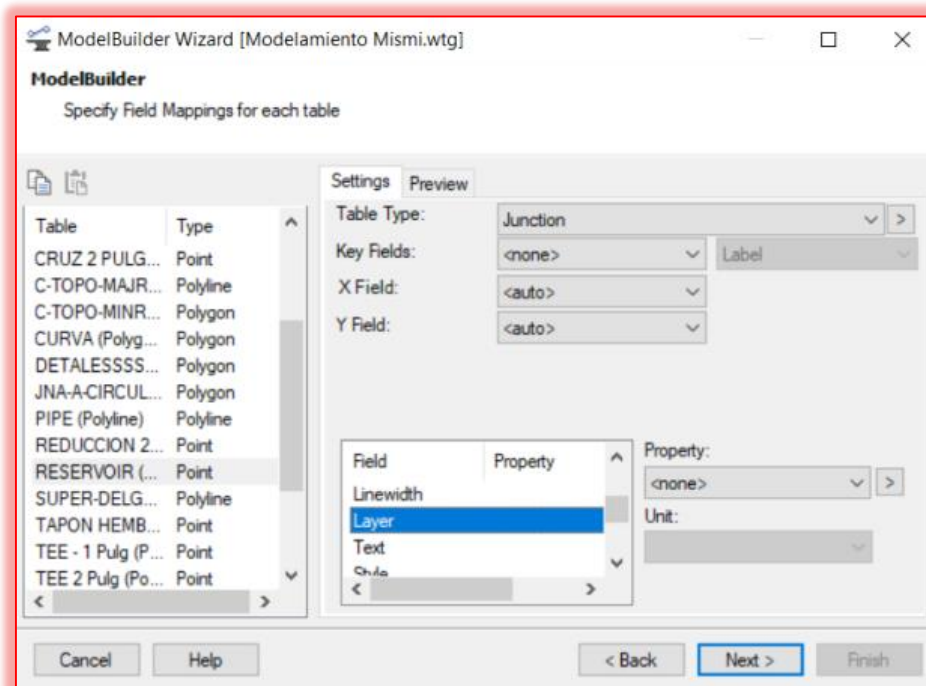 ModelBuilder Wizard [Modelamiento Mismi.wtg]
ModelBuilder
Specify Field Mappings for each table
Settings Preview
Table Type: Junction >
Key Fields: <none> Label
X Field: <auto>
Y Field: <auto>
Table Type
CRUZ 2 PULG... Point
C-TOPO-MAJR... Polyline
C-TOPO-MINR... Polygon
CURVA (Polyg... Polygon
DETALESSSS... Polygon
JNA-A-CIRCUL... Polygon
PIPE (Polyline) Polyline
REDUCCION 2... Point
RESERVOIR (... Point
SUPER-DELG... Polyline
TAPON HEMB... Point
TEE - 1 Pulg (P... Point
TEE 2 Pulg (Po... Point
Field Property
Linewidth
Layer
Text
Style
Property:
<none> >
Unit:
Cancel Help < Back Next > Finish